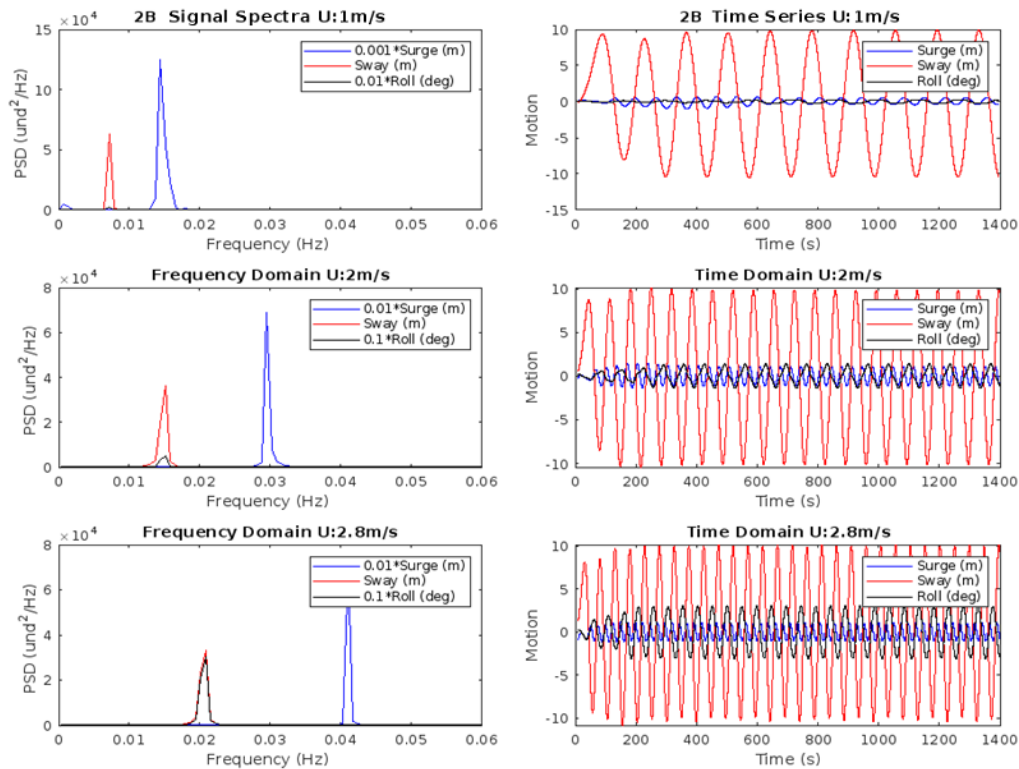 2B Signal Spectra U:1m/s
×10⁴
PSD (und²/Hz)
15
10
5
0
0.001*Surge (m)
Sway (m)
0.01*Roll (deg)
0 0.01 0.02 0.03 0.04 0.05 0.06
Frequency (Hz)
2B Time Series U:1m/s
Motion
10
5
0
-5
-10
-15
Surge (m)
Sway (m)
Roll (deg)
0 200 400 600 800 1000 1200 1400
Time (s)
Frequency Domain U:2m/s
×10⁴
PSD (und²/Hz)
8
6
4
2
0
0.01*Surge (m)
Sway (m)
0.1*Roll (deg)
0 0.01 0.02 0.03 0.04 0.05 0.06
Frequency (Hz)
Time Domain U:2m/s
Motion
10
5
0
-5
-10
Surge (m)
Sway (m)
Roll (deg)
0 200 400 600 800 1000 1200 1400
Time (s)
Frequency Domain U:2.8m/s
×10⁴
PSD (und²/Hz)
8
6
4
2
0
0.01*Surge (m)
Sway (m)
0.1*Roll (deg)
0 0.01 0.02 0.03 0.04 0.05 0.06
Frequency (Hz)
Time Domain U:2.8m/s
Motion
10
5
0
-5
-10
Surge (m)
Sway (m)
Roll (deg)
0 200 400 600 800 1000 1200 1400
Time (s)